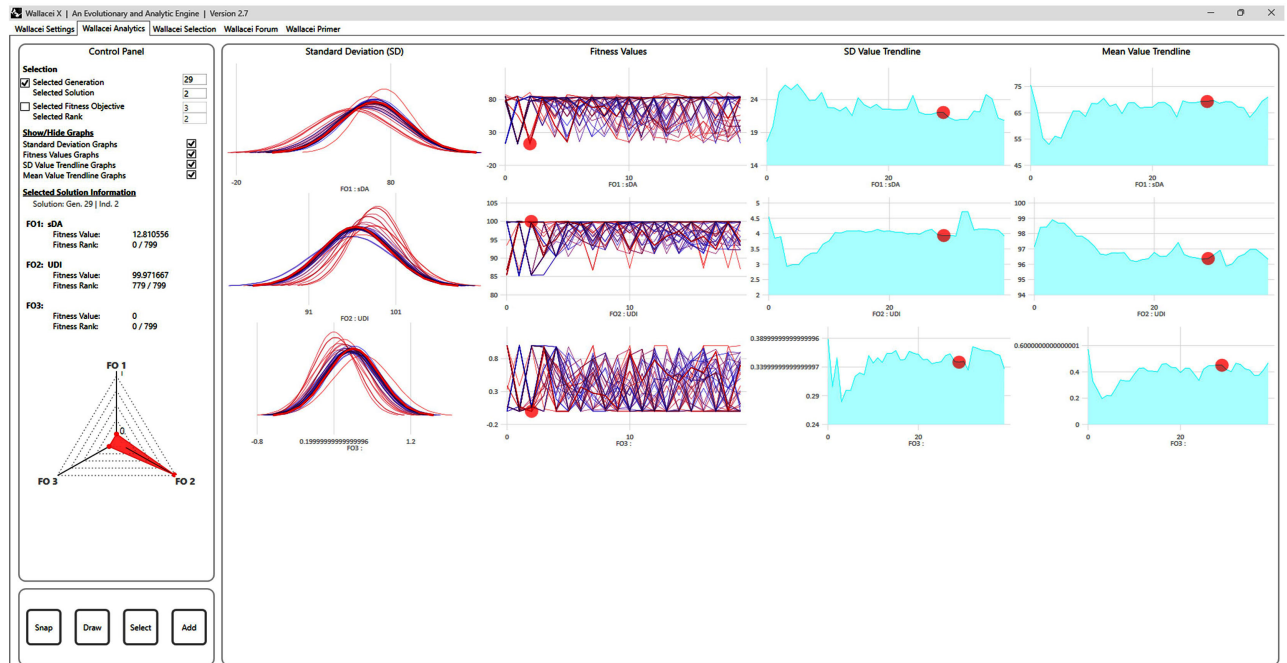 Wallacei X | An Evolutionary and Analytic Engine | Version 2.7
Wallacei Settings Wallacei Analytics Wallacei Selection Wallacei Forum Wallacei Primer
Control Panel
Selection
Selected Generation 29
Selected Solution 2
Selected Fitness Objective 3
Selected Rank 2
Show/Hide Graphs
Standard Deviation Graphs
Fitness Values Graphs
SD Value Trendline Graphs
Mean Value Trendline Graphs
Selected Solution Information
Solution: Gen. 29 | Ind. 2
FO1: sDA
Fitness Value: 12.810556
Fitness Rank: 0 / 799
FO2: UDI
Fitness Value: 99.971667
Fitness Rank: 779 / 799
FO3:
Fitness Value: 0
Fitness Rank: 0 / 799
FO 1
1
0
FO 3 FO 2
Snap Draw Select Add
Standard Deviation (SD)
-20 80
FO1 : sDA
91 101
FO2 : UDI
-0.8 0.19999999999999996 1.2
FO3 :
Fitness Values
80
30
-20
0 10
FO1 : sDA
105
100
95
90
85
80
0 10
FO2 : UDI
0.8
0.3
-0.2
0 10
FO3 :
SD Value Trendline
24
19
14
0 20
FO1 : sDA
5
4.5
4
3.5
3
2.5
2
0 20
FO2 : UDI
0.38999999999999996
0.33999999999999997
0.29
0.24
0 20
FO3 :
Mean Value Trendline
75
65
55
45
0 20
FO1 : sDA
100
99
98
97
96
95
94
0 20
FO2 : UDI
0.6000000000000001
0.4
0.2
0
0 20
FO3 :